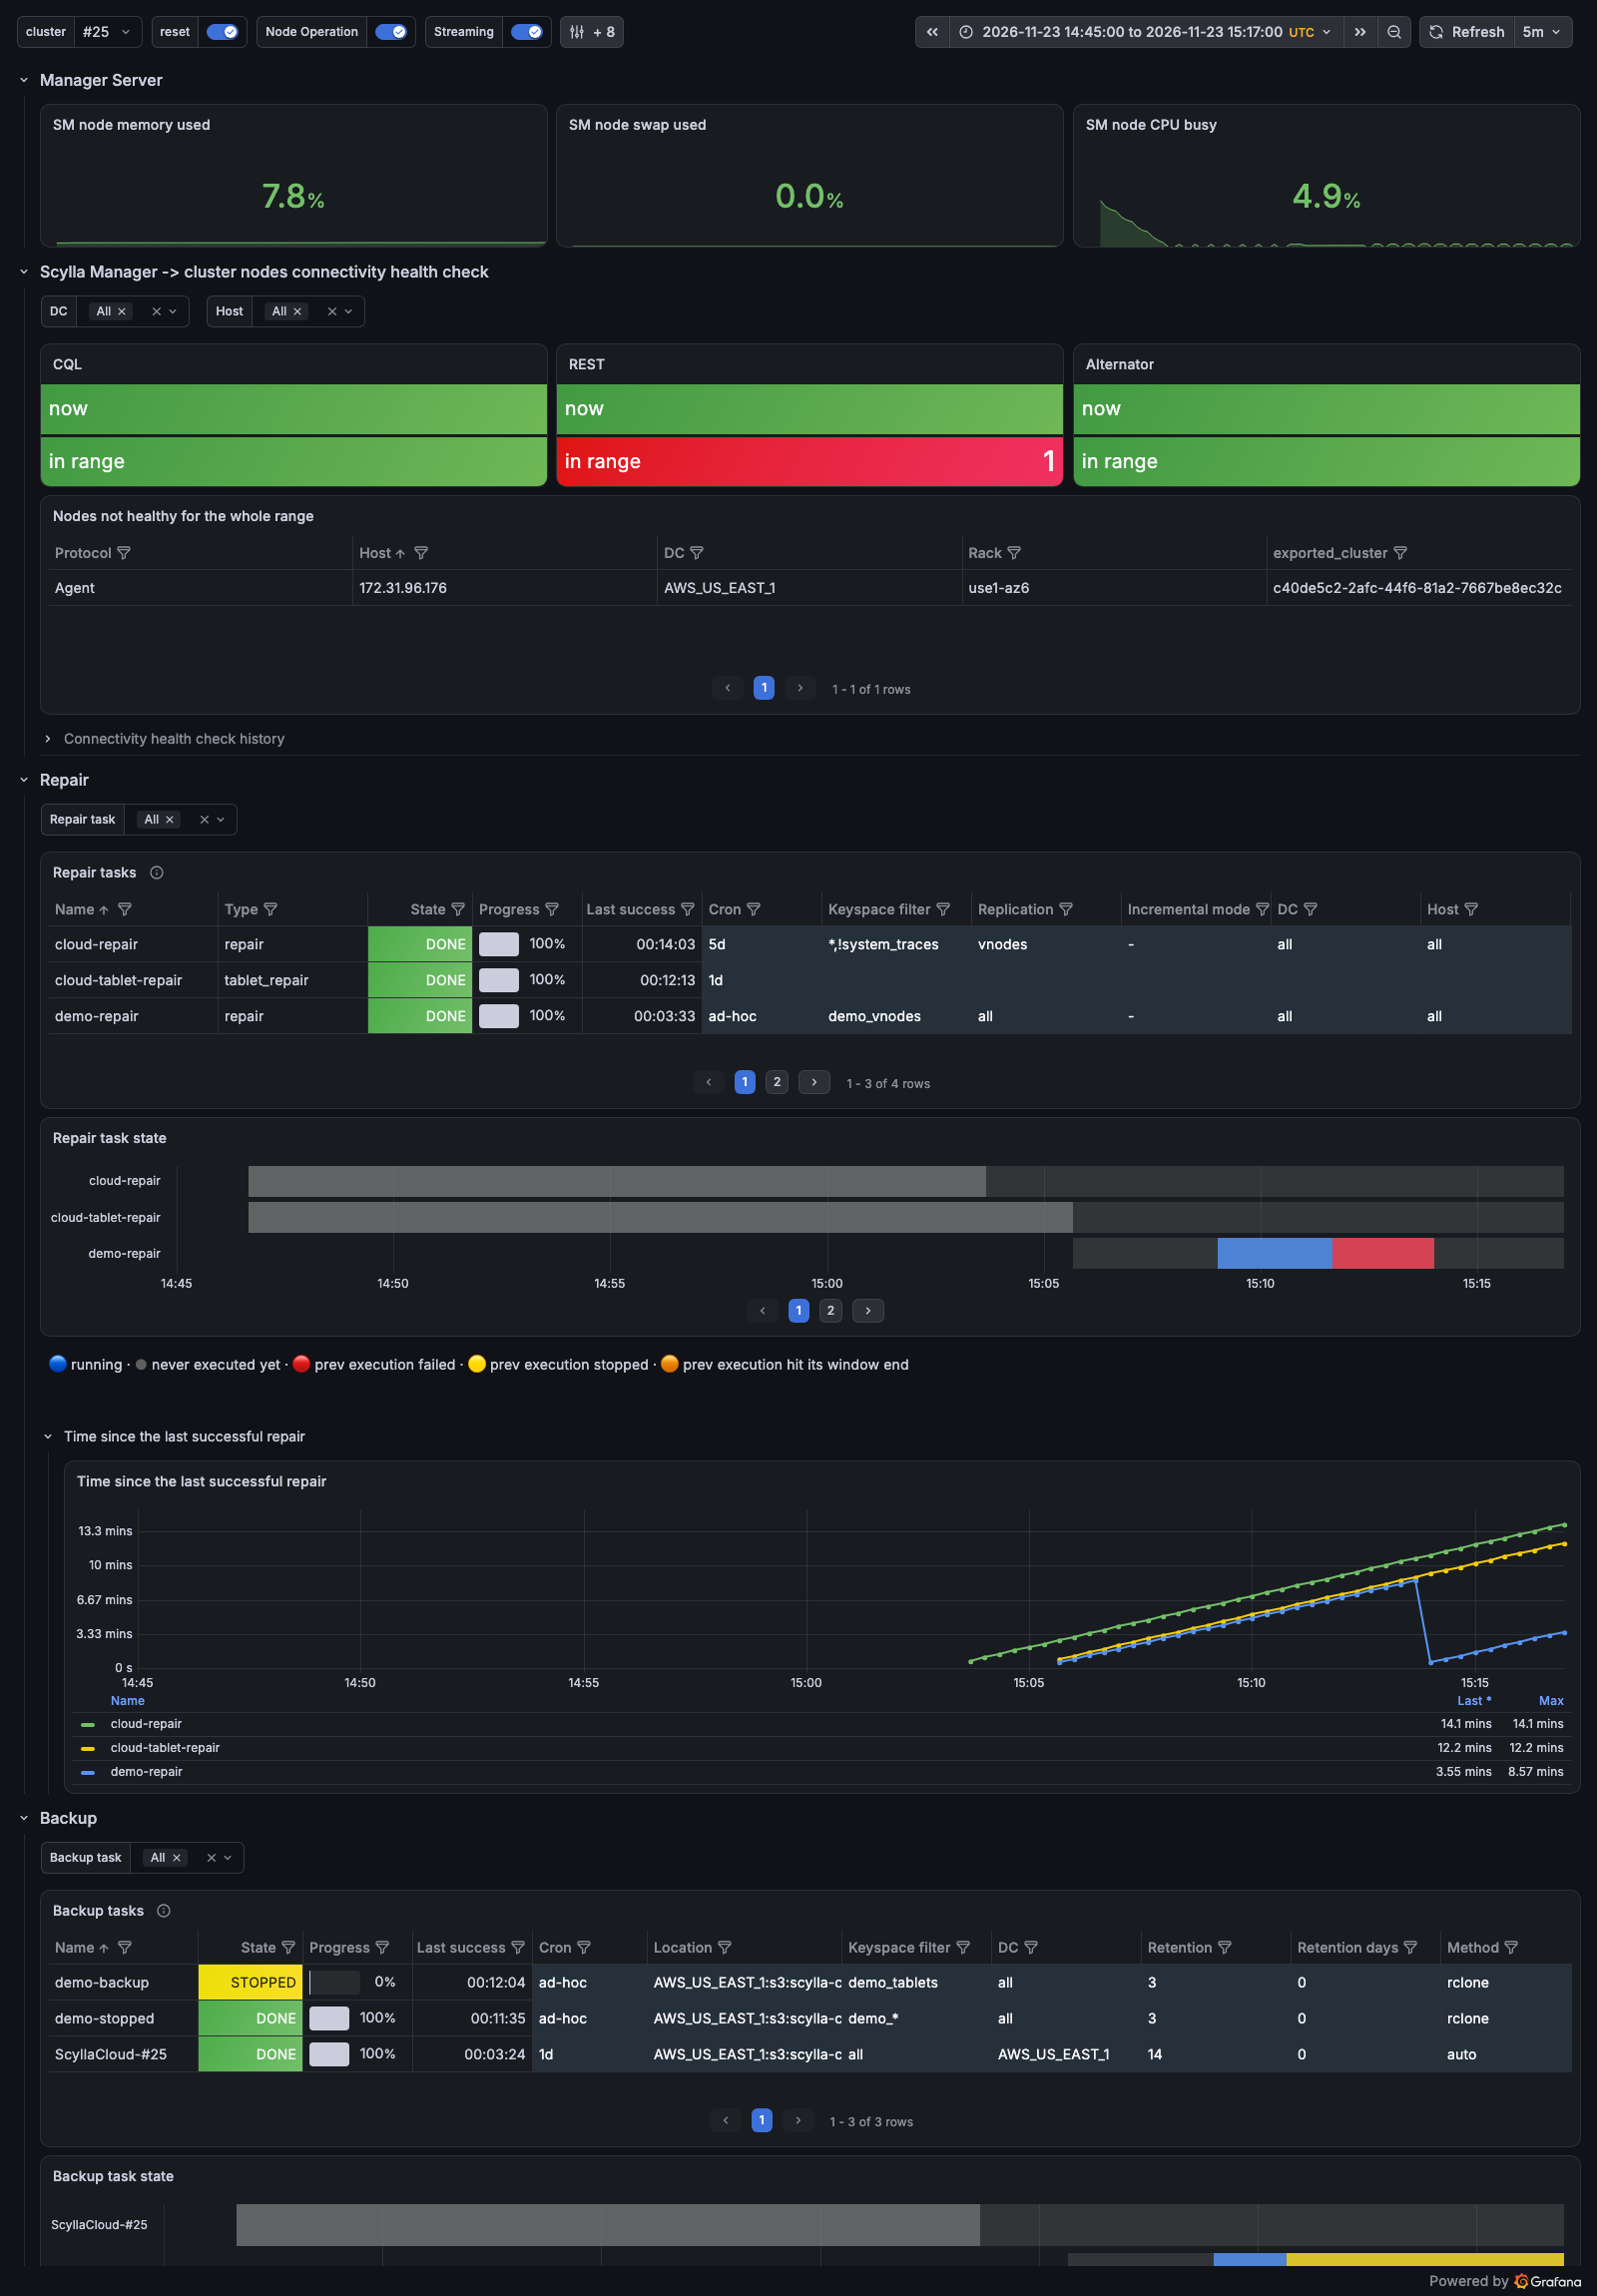 cluster #25 reset Node Operation Streaming + 8 2026-11-23 14:45:00 to 2026-11-23 15:17:00 UTC Refresh 5m
Manager Server
SM node memory used SM node swap used SM node CPU busy
7.8% 0.0% 4.9%
Scylla Manager -> cluster nodes connectivity health check
DC All Host All
CQL REST Alternator
now now now
in range in range 1 in range
Nodes not healthy for the whole range
Protocol Host DC Rack exported_cluster
Agent 172.31.96.176 AWS_US_EAST_1 use1-az6 c40de5c2-2afc-44f6-81a2-7667be8ec32c
1 1 - 1 of 1 rows
Connectivity health check history
Repair
Repair task All
Repair tasks
Name Type State Progress Last success Cron Keyspace filter Replication Incremental mode DC Host
cloud-repair repair DONE 100% 00:14:03 5d *,!system_traces vnodes - all all
cloud-tablet-repair tablet_repair DONE 100% 00:12:13 1d
demo-repair repair DONE 100% 00:03:33 ad-hoc demo_vnodes all - all all
1 2 1 - 3 of 4 rows
Repair task state
cloud-repair
cloud-tablet-repair
demo-repair
14:45 14:50 14:55 15:00 15:05 15:10 15:15
1 2
running · never executed yet · prev execution failed · prev execution stopped · prev execution hit its window end
Time since the last successful repair
Time since the last successful repair
13.3 mins
10 mins
6.67 mins
3.33 mins
0 s
14:45 14:50 14:55 15:00 15:05 15:10 15:15
Name Last * Max
cloud-repair 14.1 mins 14.1 mins
cloud-tablet-repair 12.2 mins 12.2 mins
demo-repair 3.55 mins 8.57 mins
Backup
Backup task All
Backup tasks
Name State Progress Last success Cron Location Keyspace filter DC Retention Retention days Method
demo-backup STOPPED 0% 00:12:04 ad-hoc AWS_US_EAST_1:s3:scylla-c demo_tablets all 3 0 rclone
demo-stopped DONE 100% 00:11:35 ad-hoc AWS_US_EAST_1:s3:scylla-c demo_* all 3 0 rclone
ScyllaCloud-#25 DONE 100% 00:03:24 1d AWS_US_EAST_1:s3:scylla-c all AWS_US_EAST_1 14 0 auto
1 1 - 3 of 3 rows
Backup task state
ScyllaCloud-#25
Powered by Grafana